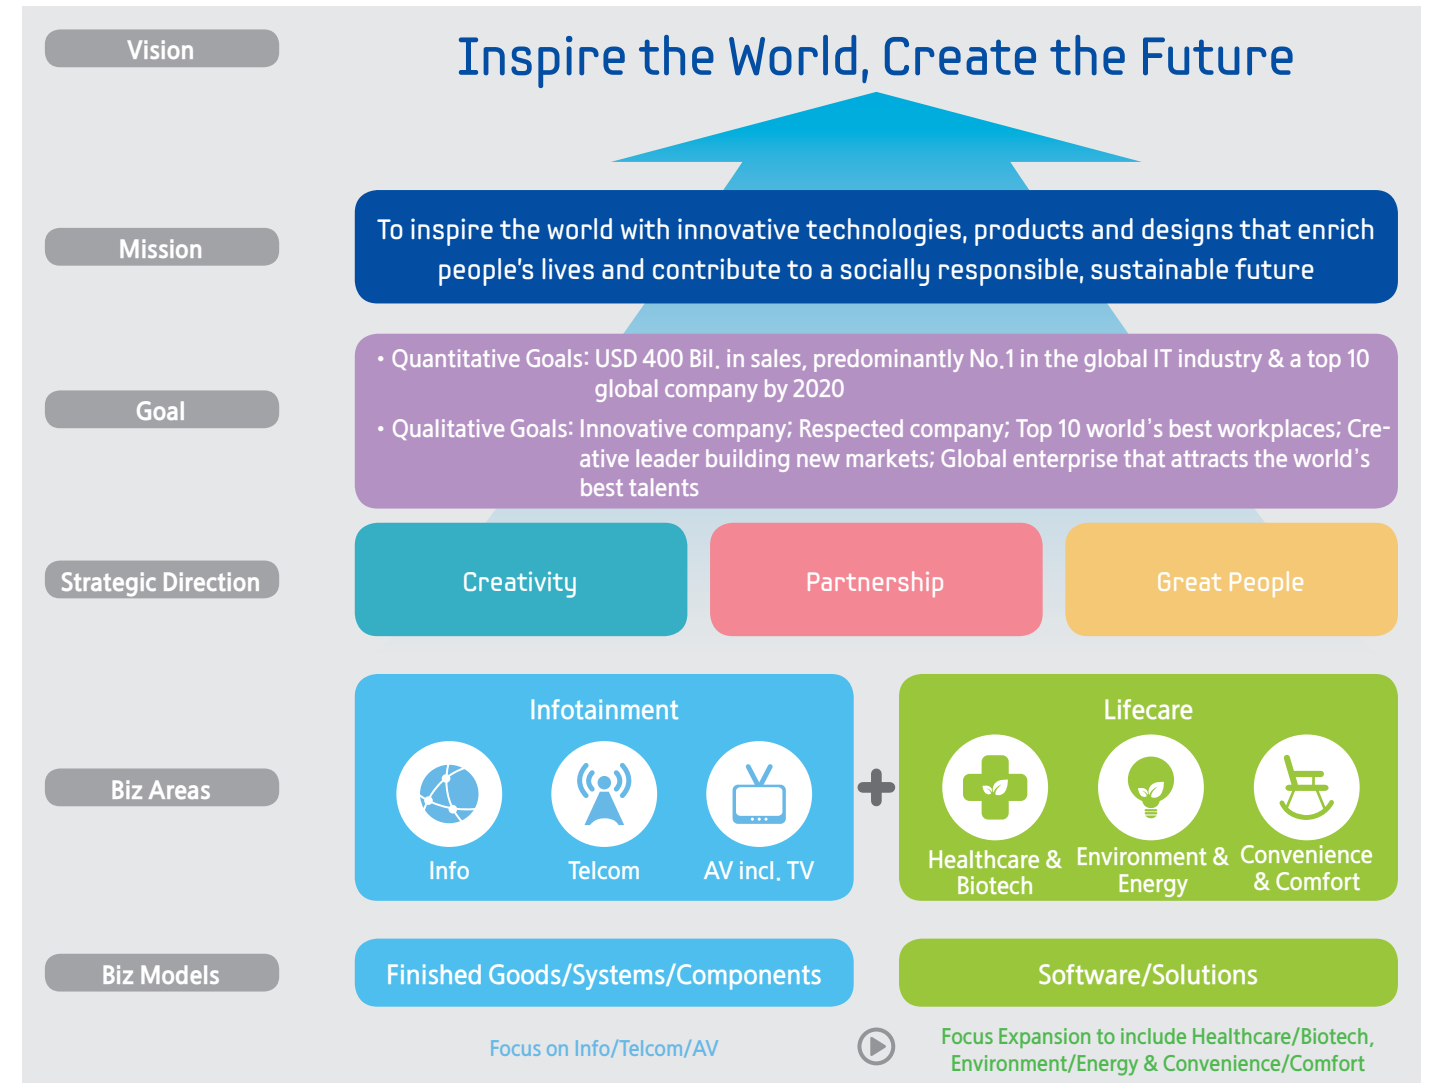 Vision
Inspire the World, Create the Future
Mission
To inspire the world with innovative technologies, products and designs that enrich
people's lives and contribute to a socially responsible, sustainable future
Goal
• Quantitative Goals: USD 400 Bil. in sales, predominantly No.1 in the global IT industry & a top 10
global company by 2020
• Qualitative Goals: Innovative company; Respected company; Top 10 world's best workplaces; Cre-
ative leader building new markets; Global enterprise that attracts the world's
best talents
Strategic Direction
Creativity
Partnership
Great People
Biz Areas
Infotainment
Info
Telcom
AV incl. TV
Lifecare
Healthcare &
Biotech
Environment &
Energy
Convenience
& Comfort
Biz Models
Finished Goods/Systems/Components
Software/Solutions
Focus on Info/Telcom/AV
Focus Expansion to include Healthcare/Biotech,
Environment/Energy & Convenience/Comfort